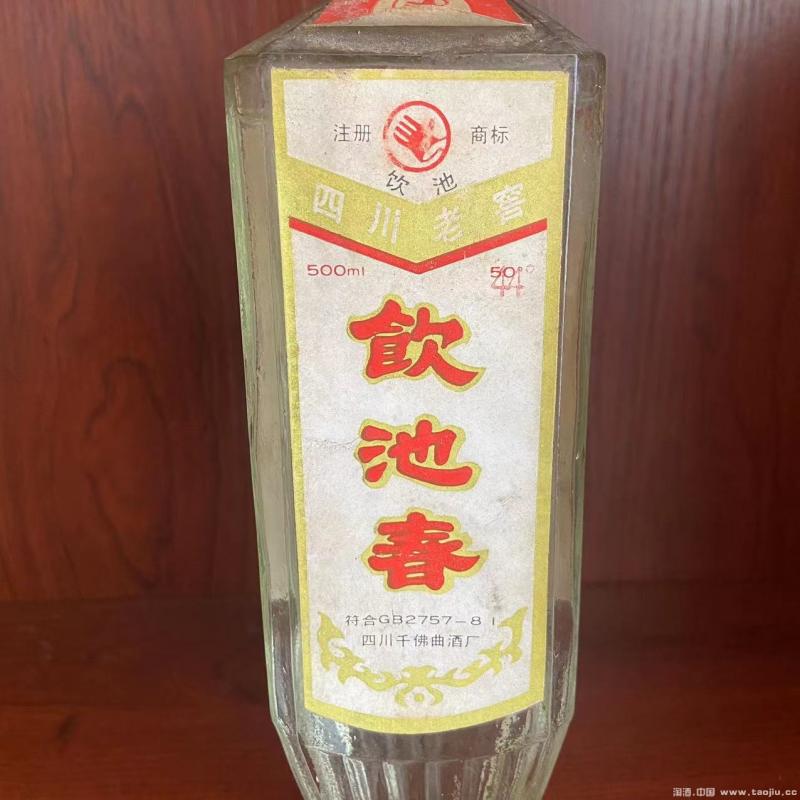 注册 商标
饮池
四川老窖
500ml 50°
44°
飲
池
春
符合GB2757-81
四川千佛曲酒厂
淘酒.中国 www.taojiu.cc